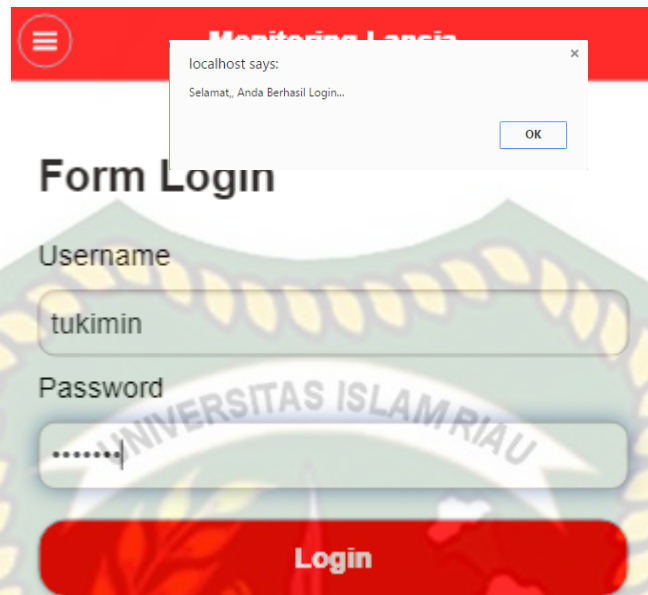 Monitoring Lansia
localhost says:
Selamat,, Anda Berhasil Login...
OK
Form Login
Username
tukimin
Password
•••••••
UNIVERSITAS ISLAM RIAU
Login